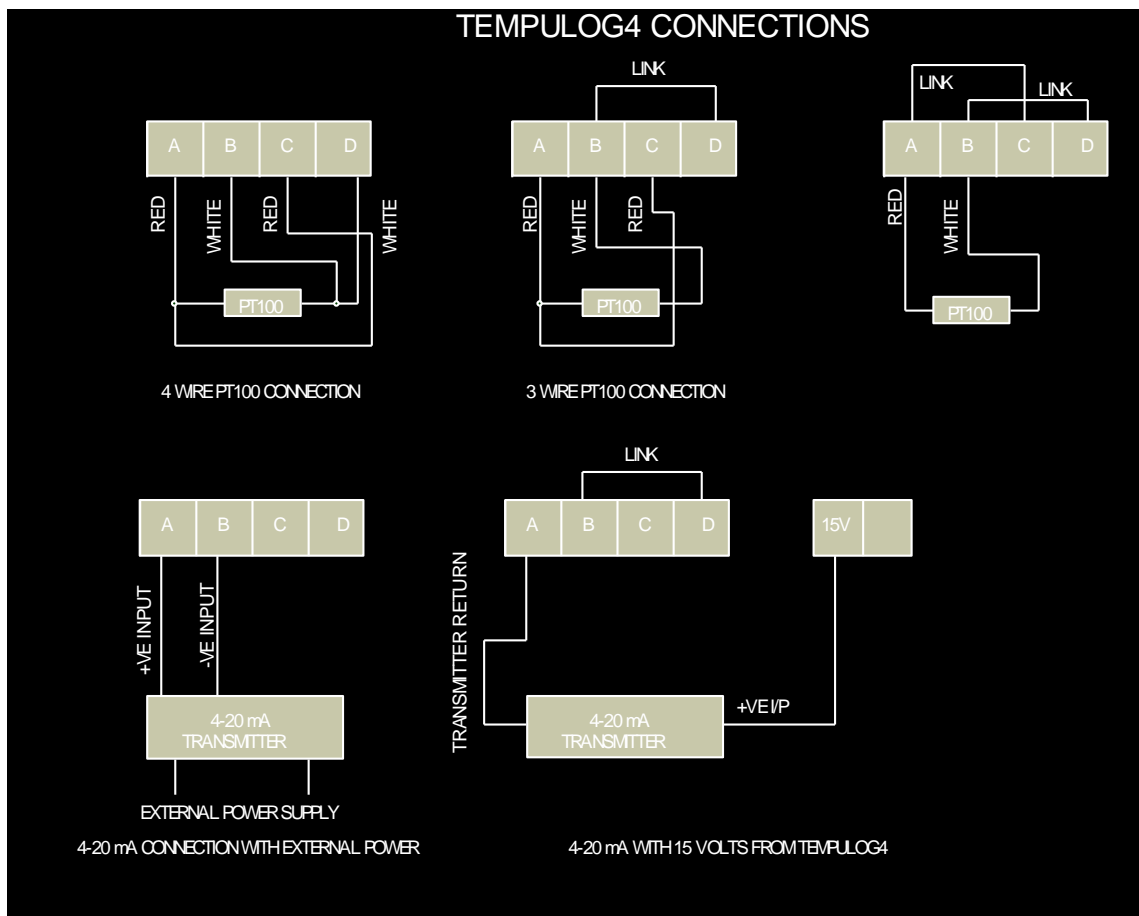 TEMPULOG4 CONNECTIONS
A B C D
RED
WHITE
RED
WHITE
PT100
4 WIRE PT100 CONNECTION
LINK
A B C D
RED
WHITE
RED
PT100
3 WIRE PT100 CONNECTION
LINK
LINK
A B C D
RED
WHITE
PT100
A B C D
+VE INPUT
-VE INPUT
4-20 mA
TRANSMITTER
EXTERNAL POWER SUPPLY
4-20 mA CONNECTION WITH EXTERNAL POWER
LINK
A B C D
15V
TRANSMITTER RETURN
4-20 mA
TRANSMITTER
+VE I/P
4-20 mA WITH 15 VOLTS FROM TEMPULOG4